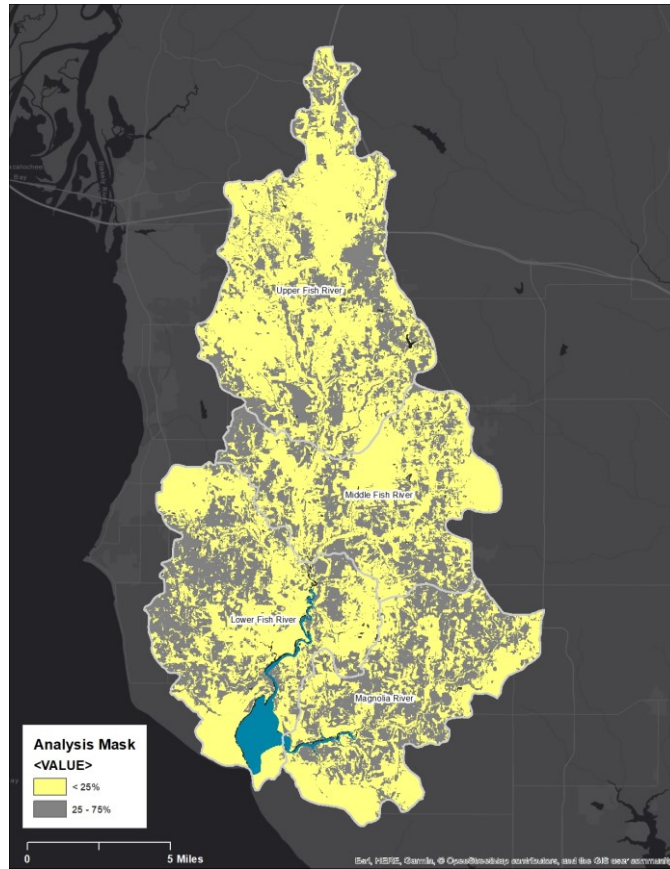 Bay
Upper Fish River
Middle Fish River
Lower Fish River
Magnolia River
Analysis Mask
<VALUE>
< 25%
25 - 75%
0 5 Miles
Esri, HERE, Garmin, © OpenStreetMap contributors, and the GIS user community